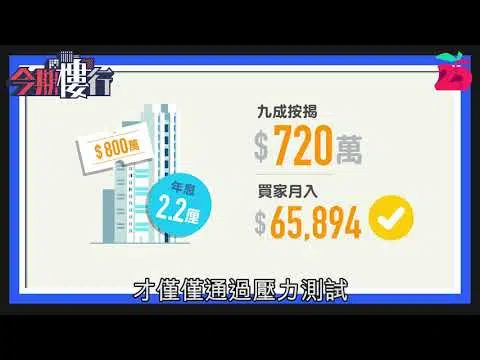 今期樓行
25
九成按揭
$720萬
$800萬
年息
2.2厘
買家月入
$65,894
才僅僅通過壓力測試